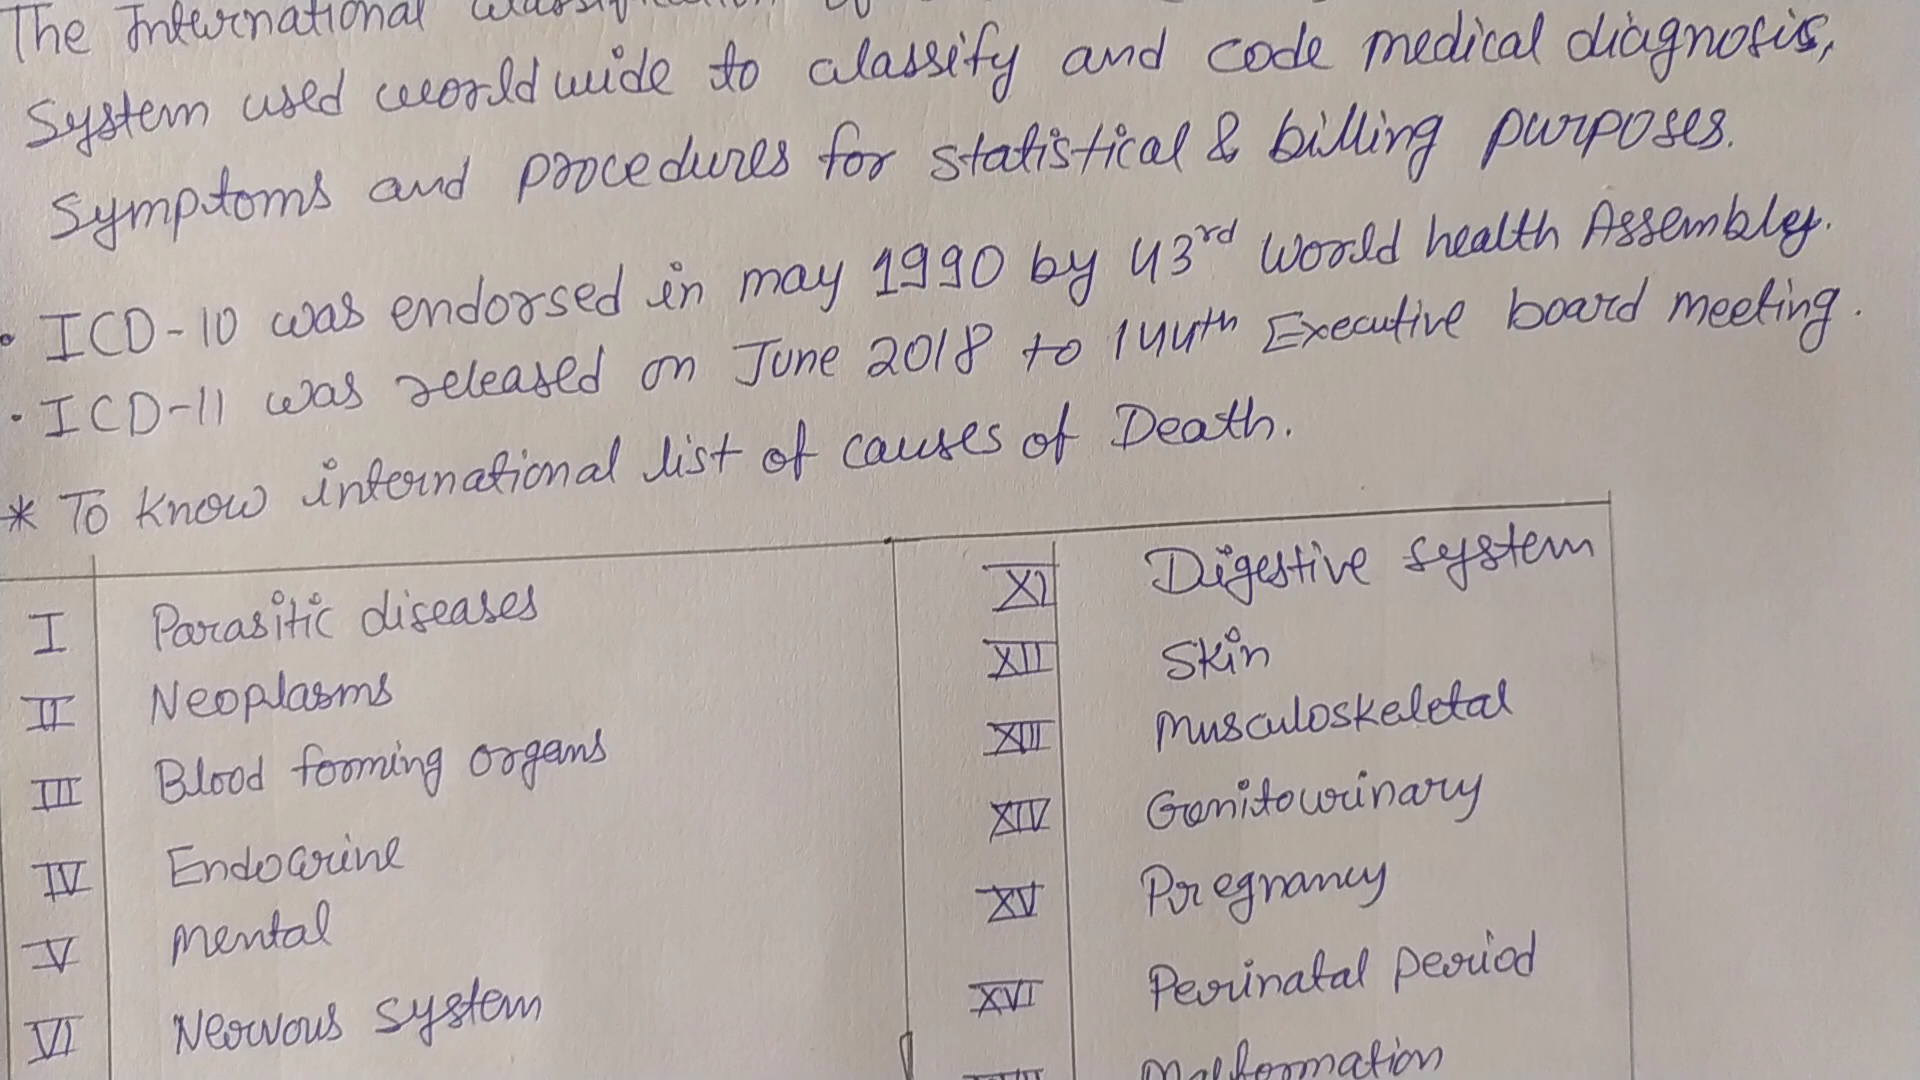 The International Classification of
System used worldwide to classify and code medical diagnosis,
Symptoms and procedures for statistical & billing purposes.
• ICD-10 was endorsed in may 1990 by 43rd World health Assembley.
• ICD-11 was released on June 2018 to 144th Executive board meeting.
* To know international list of causes of Death.
I Parasitic diseases
II Neoplasms
III Blood forming organs
IV Endocrine
V Mental
VI Nervous system
XI Digestive system
XII Skin
XIII Musculoskeletal
XIV Genitourinary
XV Pregnancy
XVI Perinatal period
Malformation